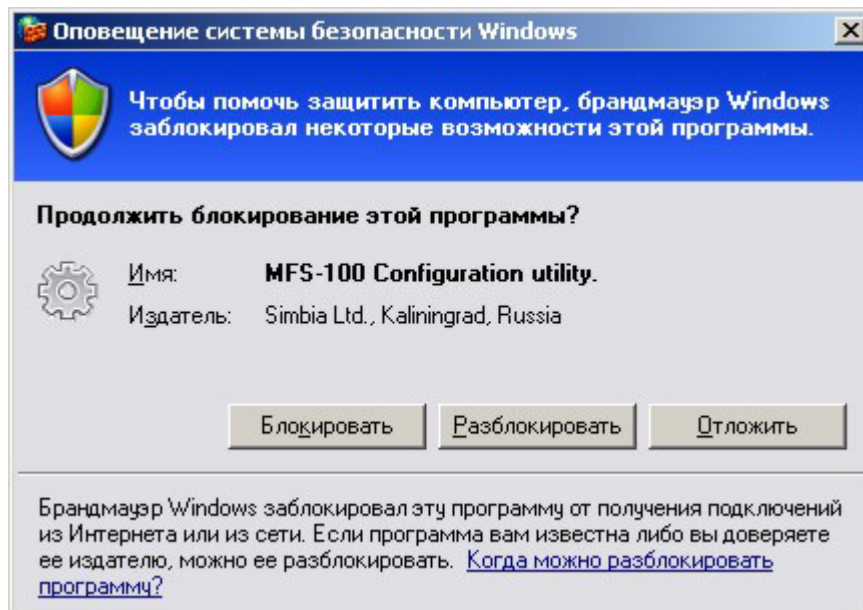 Оповещение системы безопасности Windows
Чтобы помочь защитить компьютер, брандмауэр Windows
заблокировал некоторые возможности этой программы.
Продолжить блокирование этой программы?
Имя: MFS-100 Configuration utility.
Издатель: Simbia Ltd., Kaliningrad, Russia
Блокировать Разблокировать Отложить
Брандмауэр Windows заблокировал эту программу от получения подключений
из Интернета или из сети. Если программа вам известна либо вы доверяете
ее издателю, можно ее разблокировать. Когда можно разблокировать
программу?